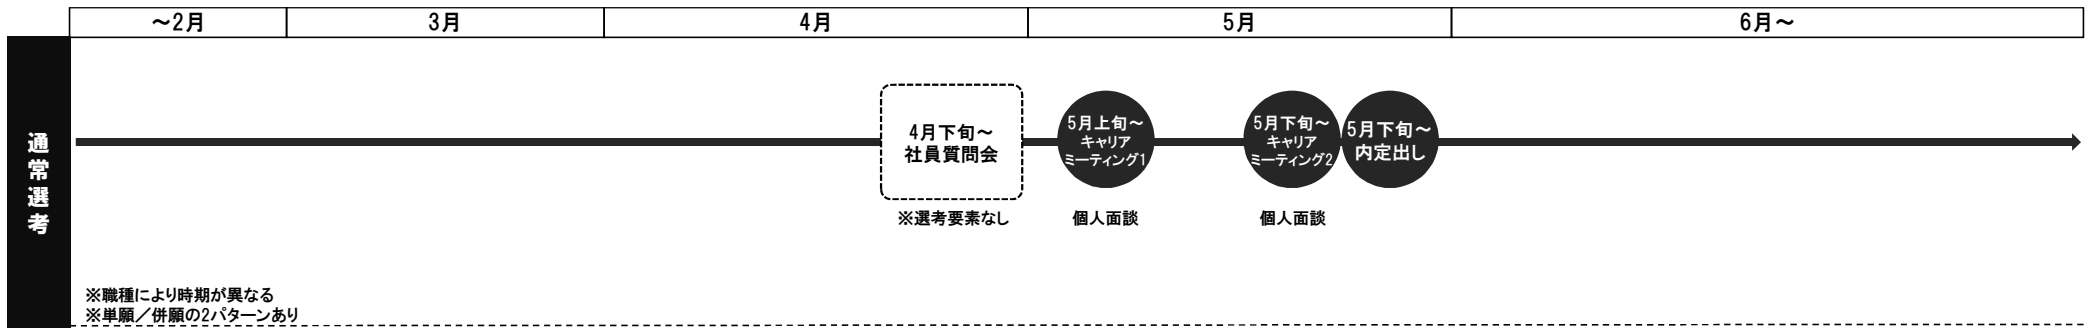 ～2月
3月
4月
5月
6月～
通常選考
4月下旬～
社員質問会
※選考要素なし
5月上旬～
キャリア
ミーティング1
個人面談
5月下旬～
キャリア
ミーティング2
個人面談
5月下旬～
内定出し
※職種により時期が異なる
※単願／併願の2パターンあり